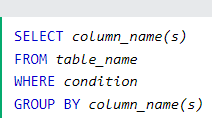 SELECT column_name(s)
FROM table_name
WHERE condition
GROUP BY column_name(s)